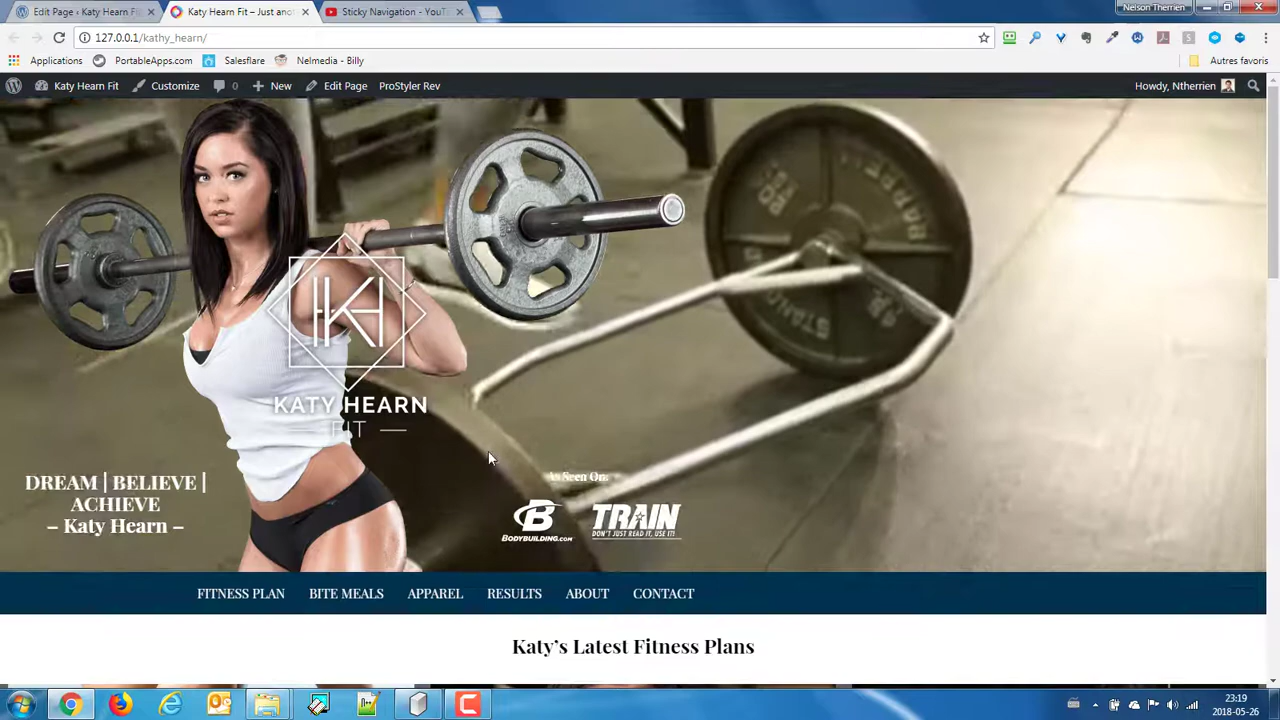 Nelson Therrien
Edit Page ‹ Katy Hearn Fi
Katy Hearn Fit – Just ano
Sticky Navigation - YouT
127.0.0.1/kathy_hearn/
Applications
PortableApps.com
Salesflare
Nelmedia - Billy
Autres favoris
Katy Hearn Fit
Customize
0
New
Edit Page
ProStyler Rev
Howdy, Ntherrien
KH
KATY HEARN
FIT
DREAM | BELIEVE |
ACHIEVE
– Katy Hearn –
As Seen On:
B
BODYBUILDING.com
TRAIN
DON'T JUST READ IT, USE IT!
FITNESS PLAN
BITE MEALS
APPAREL
RESULTS
ABOUT
CONTACT
Katy's Latest Fitness Plans
23:19
2018-05-26